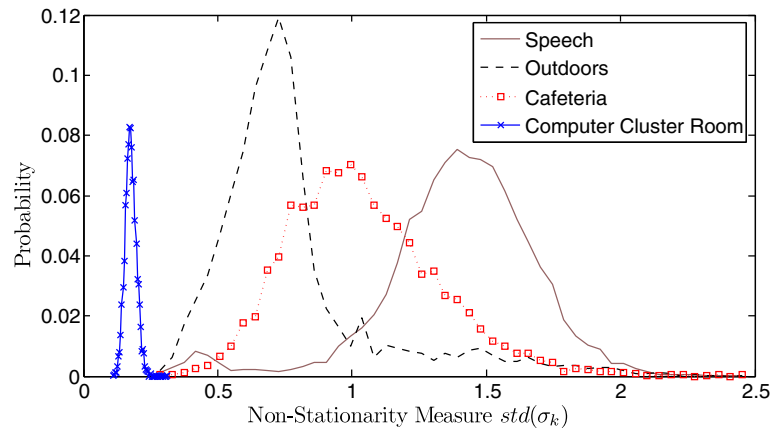 0.12
0.1
0.08
0.06
0.04
0.02
0
Probability
Speech
Outdoors
Cafeteria
Computer Cluster Room
0 0.5 1 1.5 2 2.5
Non-Stationarity Measure std(σk)